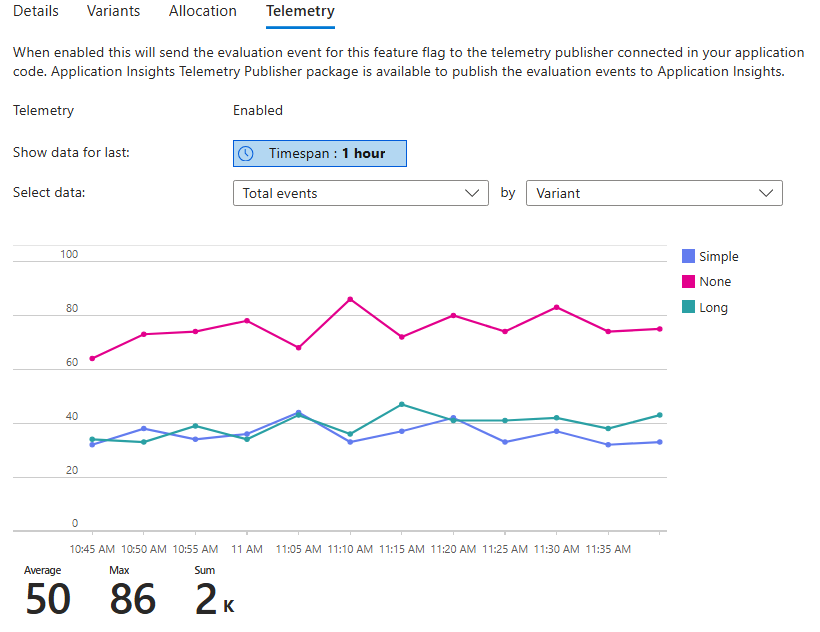 Details Variants Allocation Telemetry
When enabled this will send the evaluation event for this feature flag to the telemetry publisher connected in your application
code. Application Insights Telemetry Publisher package is available to publish the evaluation events to Application Insights.
Telemetry Enabled
Show data for last: Timespan : 1 hour
Select data: Total events by Variant
100
80
60
40
20
0
Simple
None
Long
10:45 AM 10:50 AM 10:55 AM 11 AM 11:05 AM 11:10 AM 11:15 AM 11:20 AM 11:25 AM 11:30 AM 11:35 AM
Average Max Sum
50 86 2 K